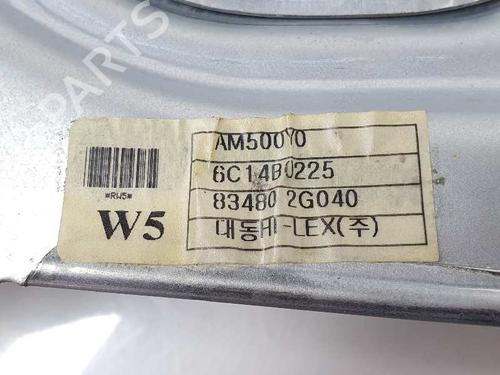 B-PARTS
AM500Y0
6C14B0225
83480 2G040
대동HI-LEX(주)
*RW5*
W5